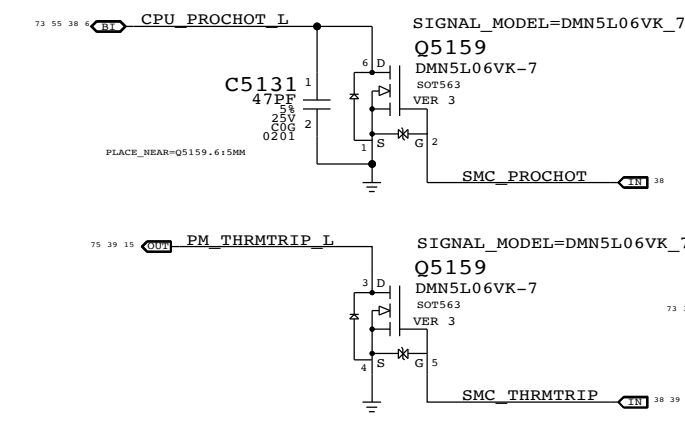 73 55 38 6 BI CPU_PROCHOT_L
SIGNAL_MODEL=DMN5L06VK_7
Q5159
DMN5L06VK-7
SOT563
VER 3
6 D
C5131 1
47PF
5%
25V
C0G 2
0201
1 S
G 2
PLACE_NEAR=Q5159.6:5MM
SMC_PROCHOT IN 38
75 39 15 OUT PM_THRMTRIP_L
SIGNAL_MODEL=DMN5L06VK_7
Q5159
DMN5L06VK-7
SOT563
VER 3
3 D
73
4 S
G 5
SMC_THRMTRIP IN 38 39